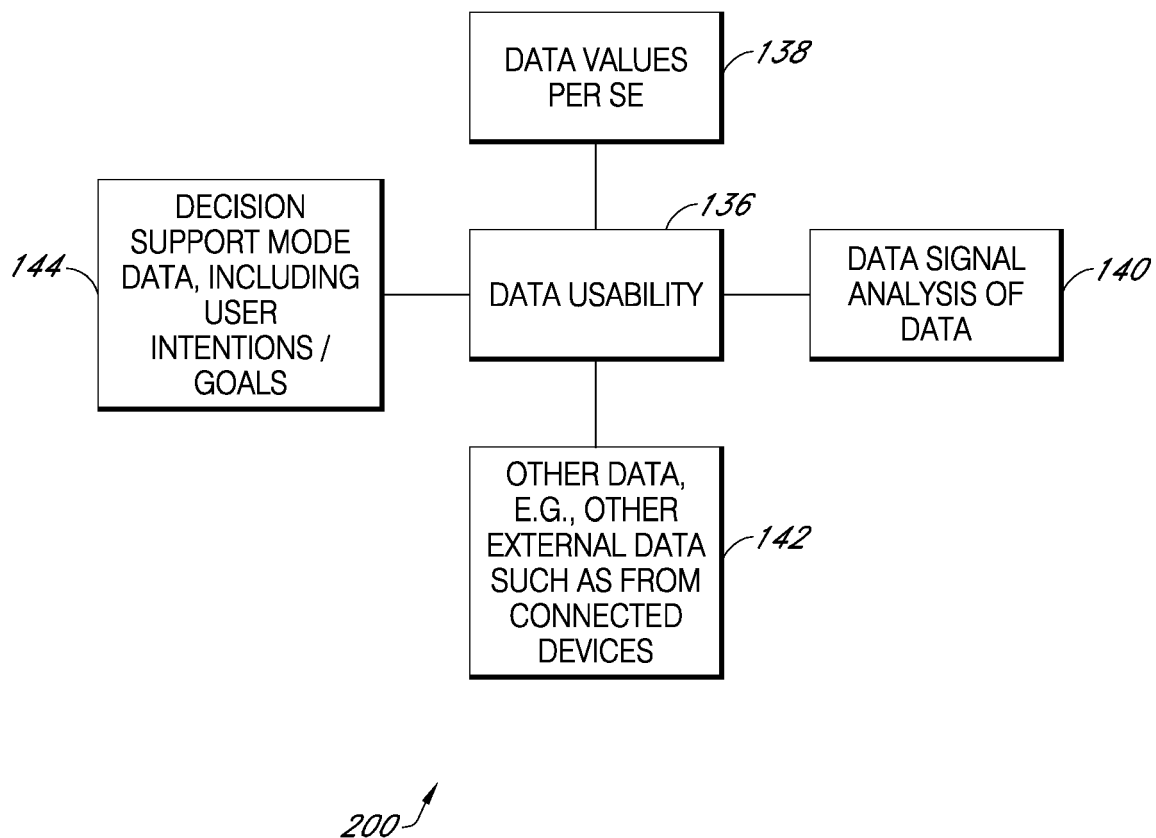 DATA VALUES
PER SE
138
DECISION
SUPPORT MODE
DATA, INCLUDING
USER
INTENTIONS /
GOALS
144
136
DATA USABILITY
DATA SIGNAL
ANALYSIS OF
DATA
140
OTHER DATA,
E.G., OTHER
EXTERNAL DATA
SUCH AS FROM
CONNECTED
DEVICES
142
200